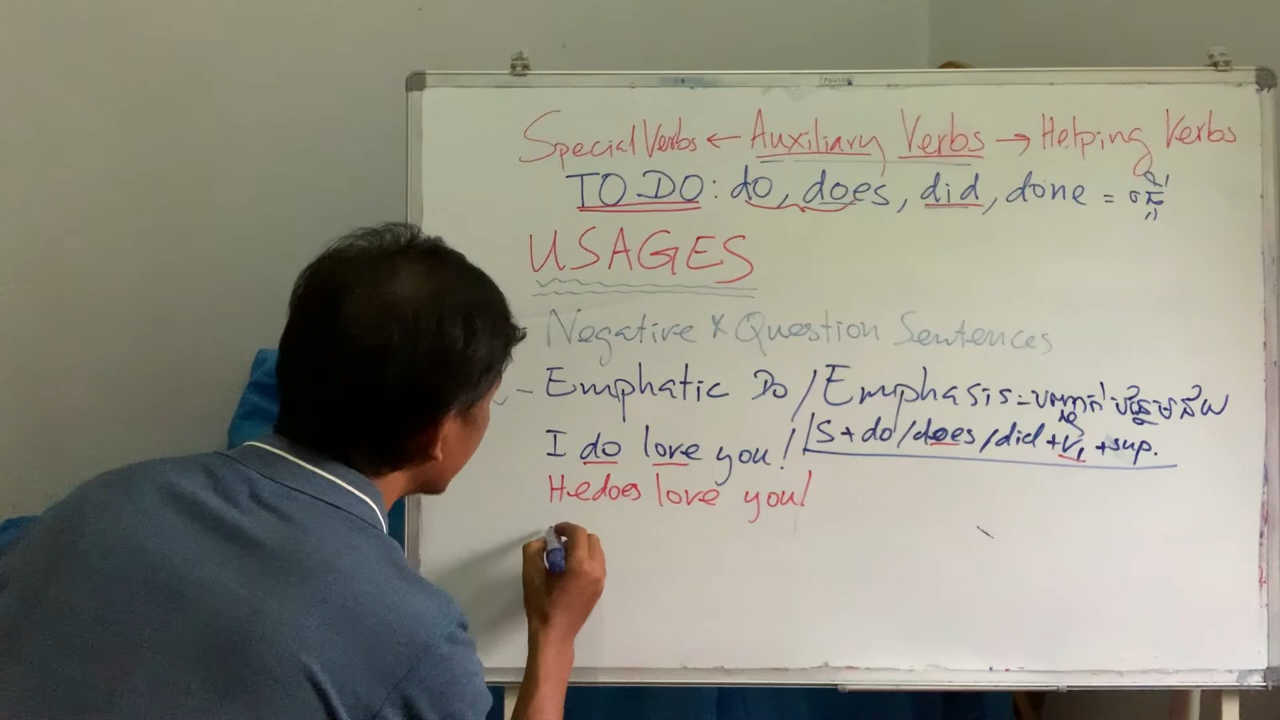 Special Verbs ← Auxiliary Verbs → Helping Verbs
TO DO: do, does, did, done =
USAGES
Negative × Question Sentences
- Emphatic Do / Emphasis =
I do love you! S + do/does/did + V₁ + sup.
He does love you!